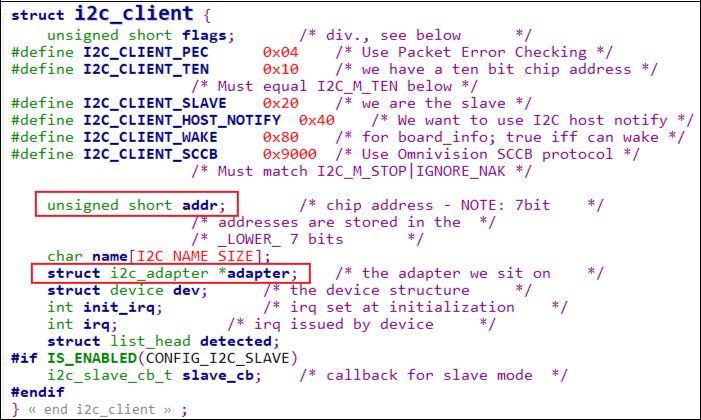 struct i2c_client {
unsigned short flags; /* div., see below */
#define I2C_CLIENT_PEC 0x04 /* Use Packet Error Checking */
#define I2C_CLIENT_TEN 0x10 /* we have a ten bit chip address */
/* Must equal I2C_M_TEN below */
#define I2C_CLIENT_SLAVE 0x20 /* we are the slave */
#define I2C_CLIENT_HOST_NOTIFY 0x40 /* We want to use I2C host notify */
#define I2C_CLIENT_WAKE 0x80 /* for board_info; true iff can wake */
#define I2C_CLIENT_SCCB 0x9000 /* Use Omnivision SCCB protocol */
/* Must match I2C_M_STOP|IGNORE_NAK */
unsigned short addr; /* chip address - NOTE: 7bit */
/* addresses are stored in the */
/* _LOWER_ 7 bits */
char name[I2C_NAME_SIZE];
struct i2c_adapter *adapter; /* the adapter we sit on */
struct device dev; /* the device structure */
int init_irq; /* irq set at initialization */
int irq; /* irq issued by device */
struct list_head detected;
#if IS_ENABLED(CONFIG_I2C_SLAVE)
i2c_slave_cb_t slave_cb; /* callback for slave mode */
#endif
} « end i2c_client » ;